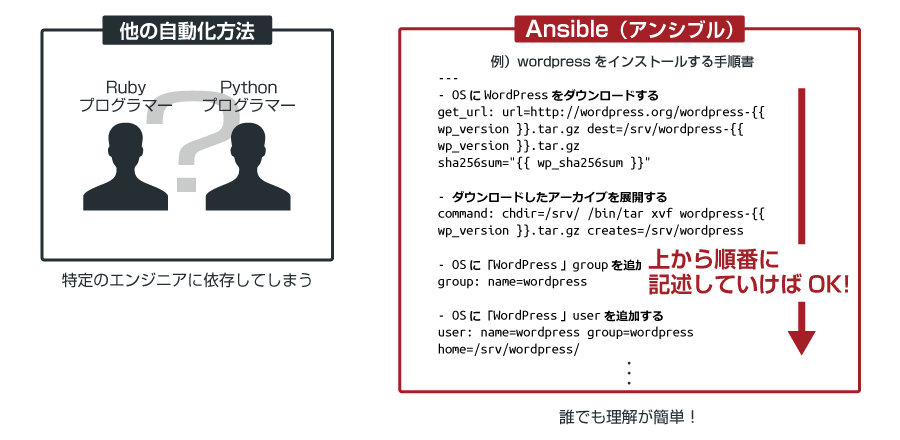 他の自動化方法
Ruby
プログラマー
Python
プログラマー
?
特定のエンジニアに依存してしまう
Ansible（アンシブル）
例）wordpress をインストールする手順書
---
- OS に WordPress をダウンロードする
get_url: url=http://wordpress.org/wordpress-{{
wp_version }}.tar.gz dest=/srv/wordpress-{{
wp_version }}.tar.gz
sha256sum="{{ wp_sha256sum }}"
- ダウンロードしたアーカイブを展開する
command: chdir=/srv/ /bin/tar xvf wordpress-{{
wp_version }}.tar.gz creates=/srv/wordpress
- OS に「WordPress 」group を追加
group: name=wordpress
上から順番に
記述していけば OK!
- OS に「WordPress 」user を追加する
user: name=wordpress group=wordpress
home=/srv/wordpress/
誰でも理解が簡単！